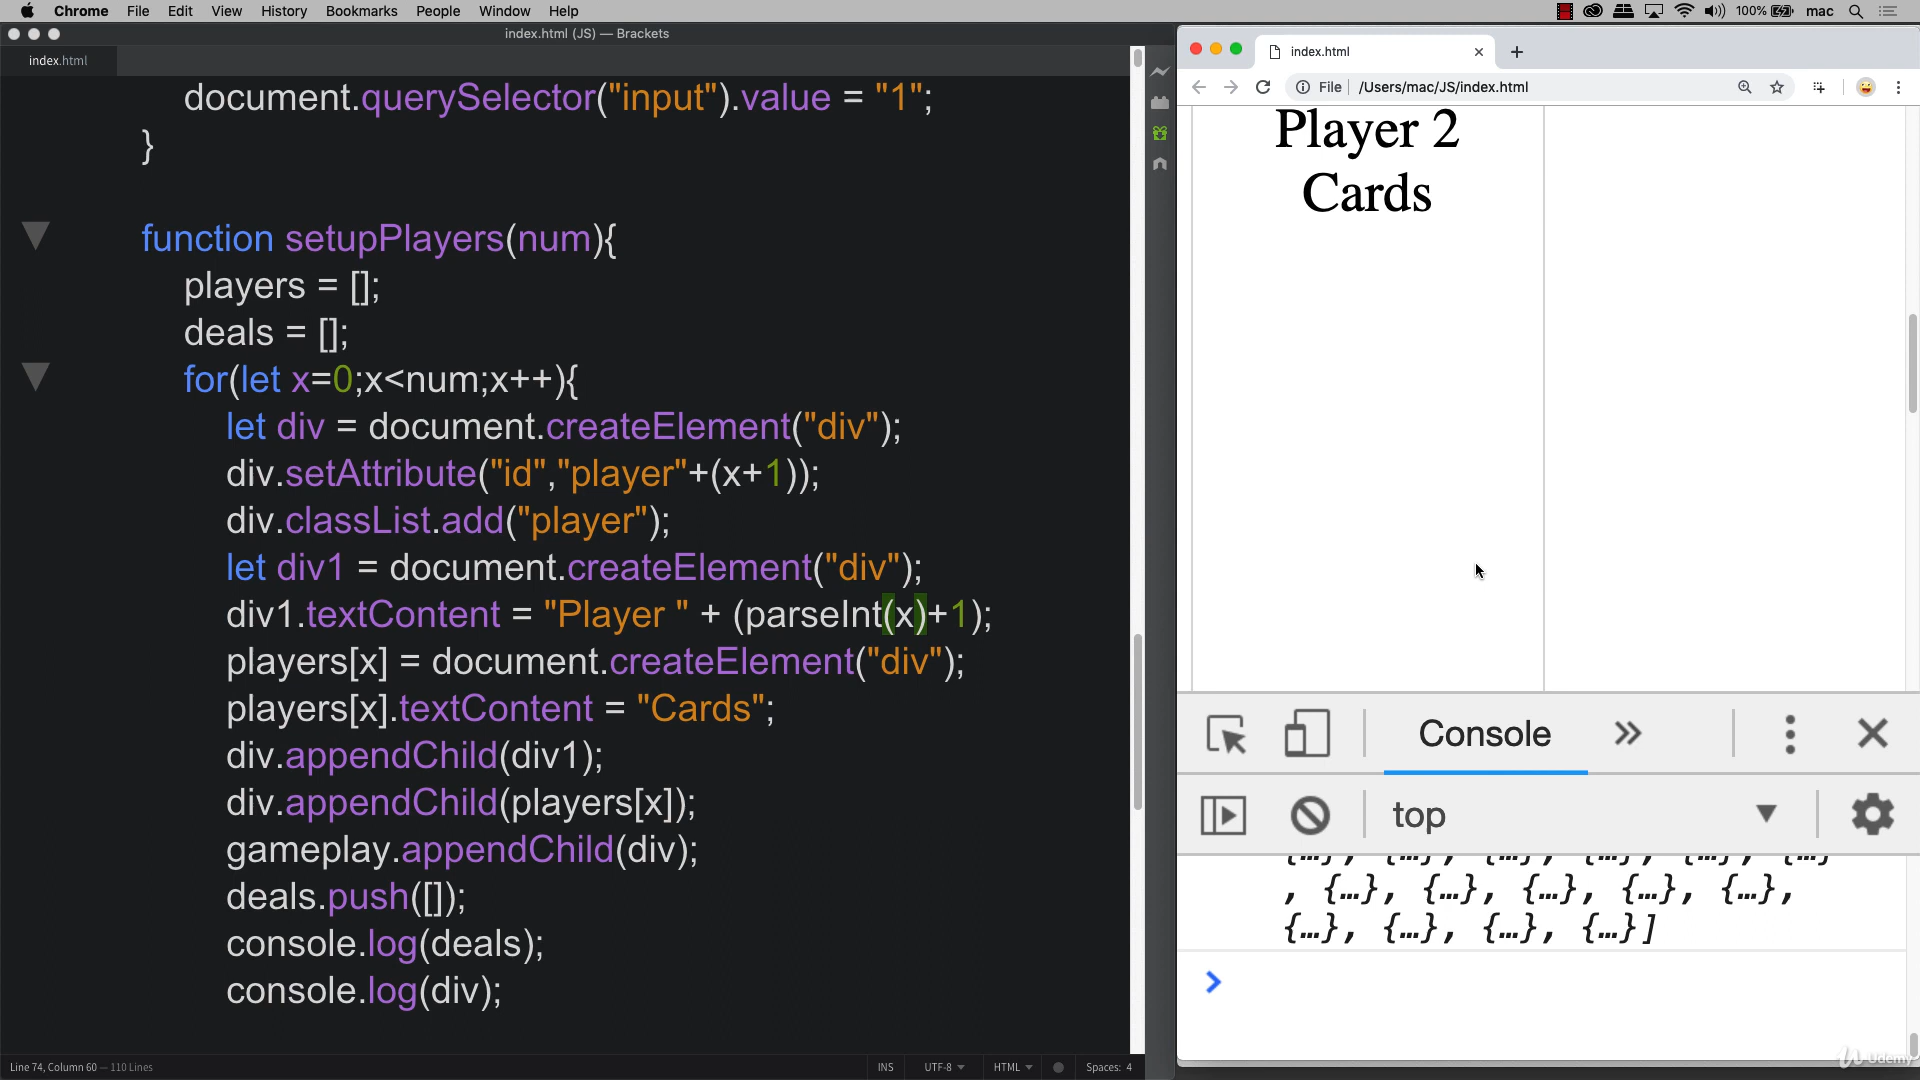 Chrome File Edit View History Bookmarks People Window Help
100% mac
index.html (JS) — Brackets
index.html
document.querySelector("input").value = "1";
}
function setupPlayers(num){
players = [];
deals = [];
for(let x=0;x<num;x++){
let div = document.createElement("div");
div.setAttribute("id","player"+(x+1));
div.classList.add("player");
let div1 = document.createElement("div");
div1.textContent = "Player " + (parseInt(x)+1);
players[x] = document.createElement("div");
players[x].textContent = "Cards";
div.appendChild(div1);
div.appendChild(players[x]);
gameplay.appendChild(div);
deals.push([]);
console.log(deals);
console.log(div);
Line 74, Column 60 — 110 Lines
INS UTF-8 HTML Spaces: 4
index.html
File /Users/mac/JS/index.html
Player 2
Cards
Console
top
{…}, {…}, {…}, {…}, {…}, {…}
, {…}, {…}, {…}, {…}, {…},
{…}, {…}, {…}, {…}]
Udemy